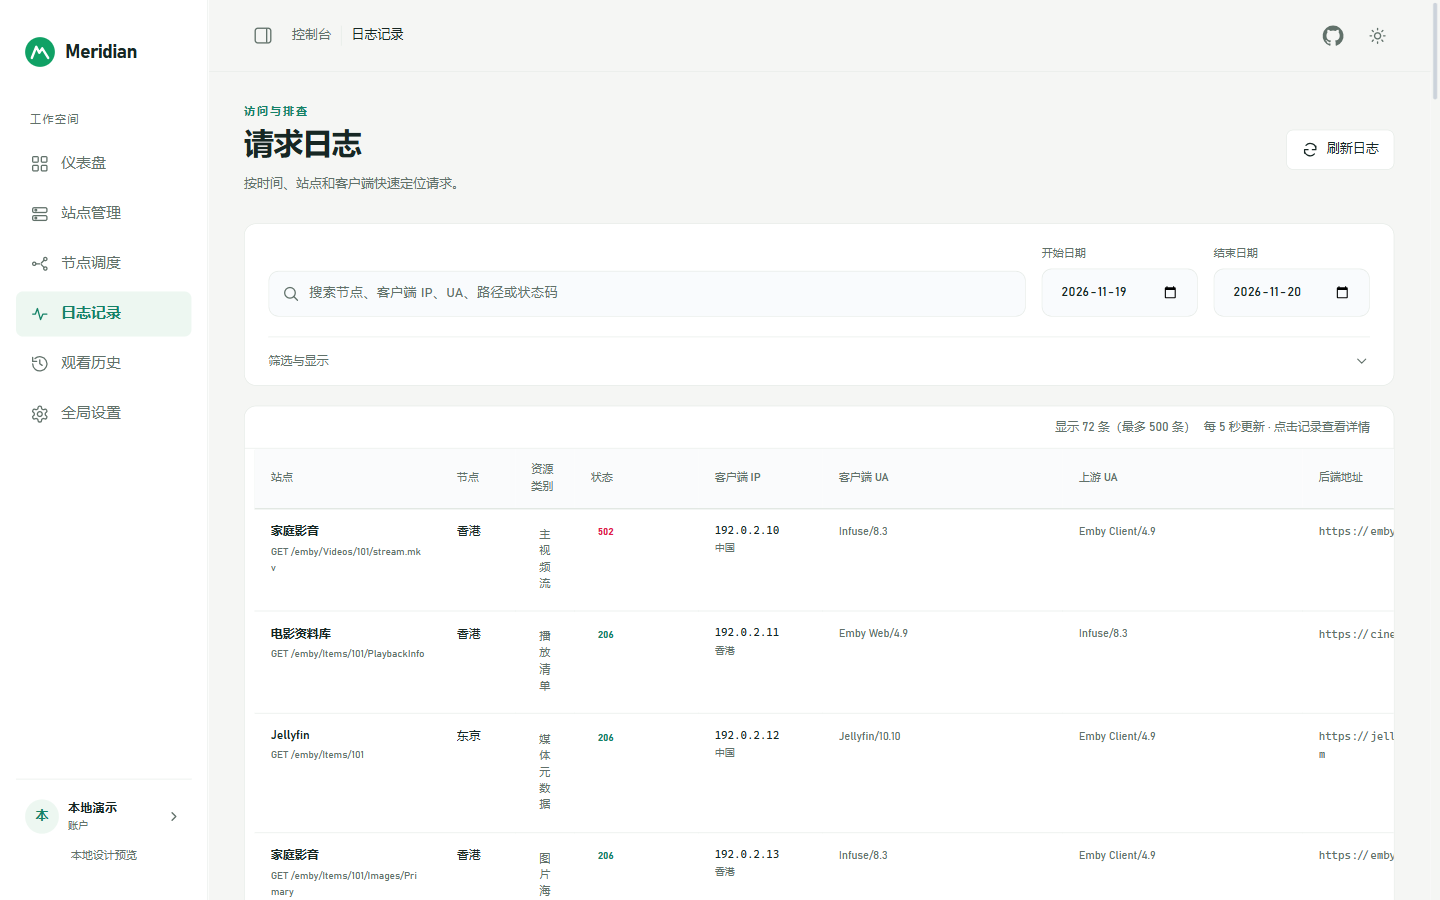 Meridian
工作空间
仪表盘
站点管理
节点调度
日志记录
观看历史
全局设置
本
本地演示
账户
本地设计预览
控制台
日志记录
访问与排查
请求日志
按时间、站点和客户端快速定位请求。
刷新日志
搜索节点、客户端 IP、UA、路径或状态码
开始日期
2026-11-19
结束日期
2026-11-20
筛选与显示
显示 72 条（最多 500 条） 每 5 秒更新 · 点击记录查看详情
站点 节点 资源类别 状态 客户端 IP 客户端 UA 上游 UA 后端地址
家庭影音 香港 主视频流 502 192.0.2.10 Infuse/8.3 Emby Client/4.9 https://emby
GET /emby/Videos/101/stream.mk
v
中国
电影资料库 香港 播放清单 206 192.0.2.11 Emby Web/4.9 Infuse/8.3 https://cine
GET /emby/Items/101/PlaybackInfo
香港
Jellyfin 东京 媒体元数据 206 192.0.2.12 Jellyfin/10.10 Emby Client/4.9 https://jell
GET /emby/Items/101
中国
m
家庭影音 香港 图片海 206 192.0.2.13 Infuse/8.3 Emby Client/4.9 https://emby
GET /emby/Items/101/Images/Pri
mary
香港